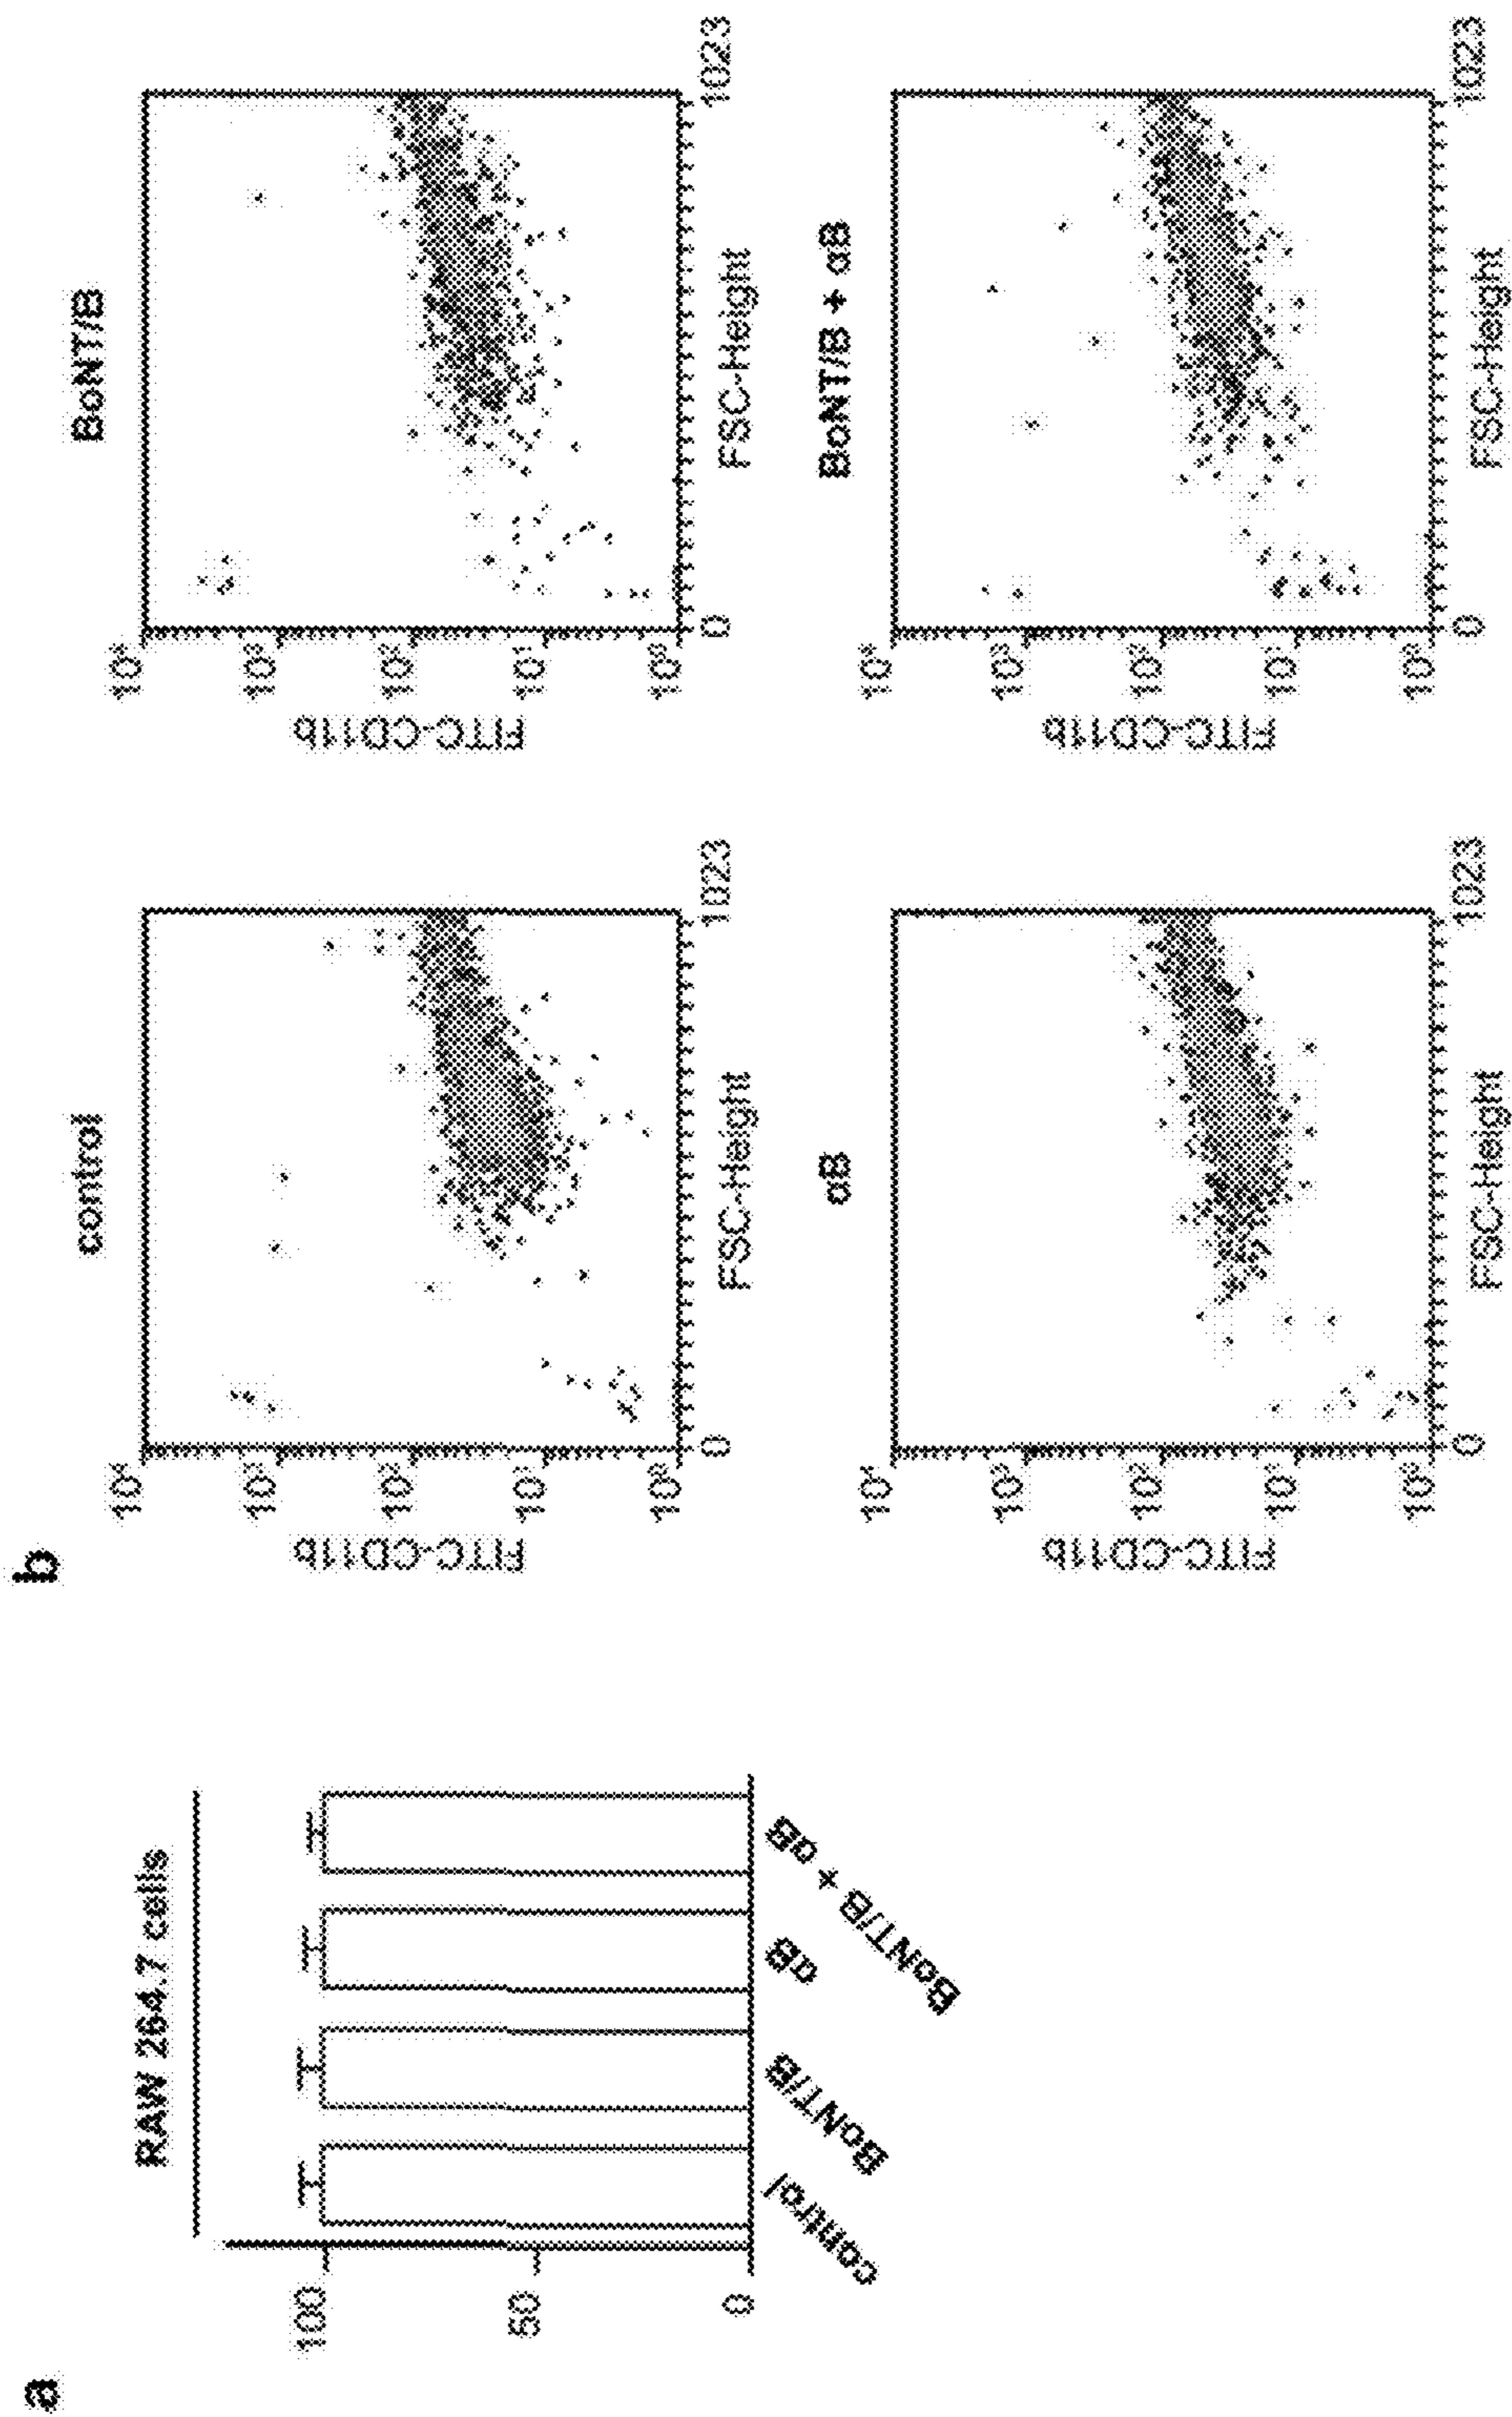 a
RAW 264.7 cells
100
50
0
control
BoNT/B
αB
BoNT/B + αB
b
control
FITC-CD11b
10⁴
10³
10²
10¹
10⁰
0
1023
FSC-Height
BoNT/B
FITC-CD11b
10⁴
10³
10²
10¹
10⁰
0
1023
FSC-Height
αB
FITC-CD11b
10⁴
10³
10²
10¹
10⁰
0
1023
FSC-Height
BoNT/B + αB
FITC-CD11b
10⁴
10³
10²
10¹
10⁰
0
1023
FSC-Height